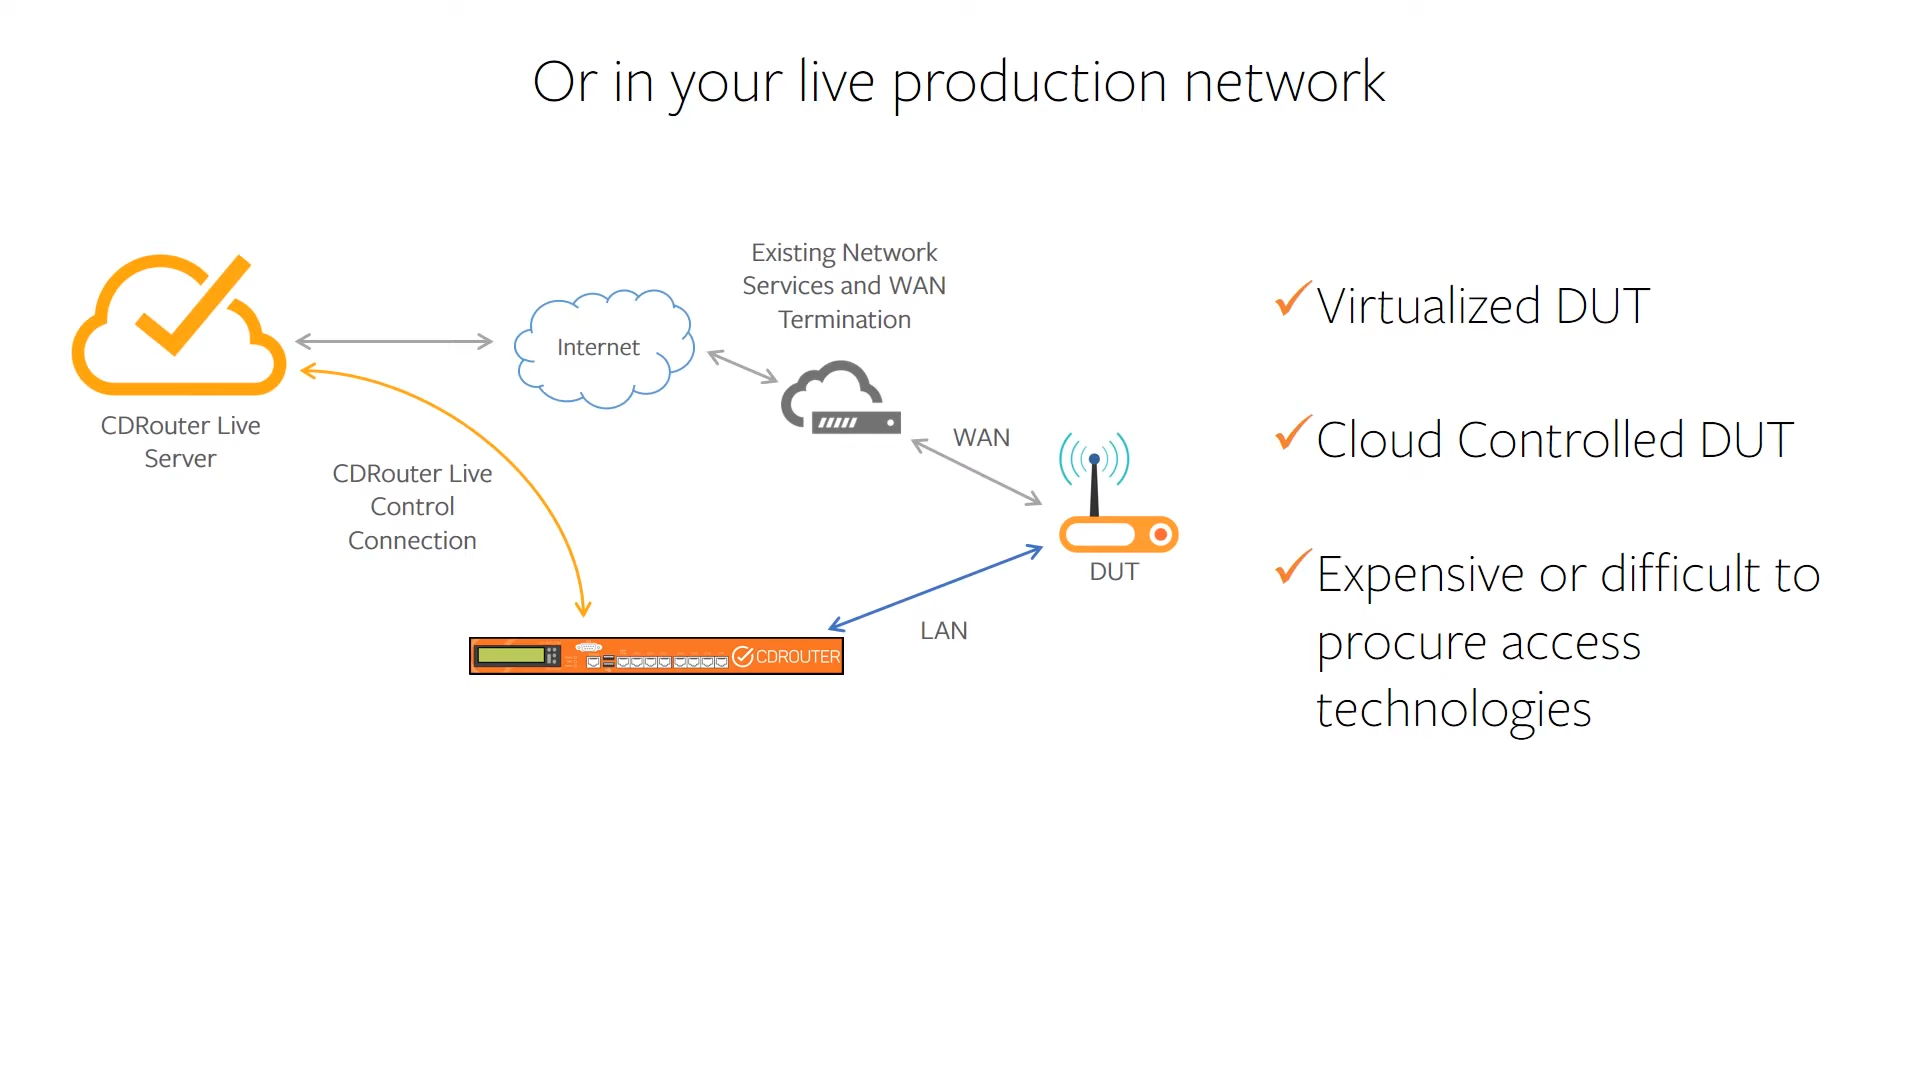 Or in your live production network
Existing Network
Services and WAN
Termination
Internet
CDRouter Live
Server
CDRouter Live
Control
Connection
WAN
DUT
LAN
CDROUTER
Virtualized DUT
Cloud Controlled DUT
Expensive or difficult to
procure access
technologies